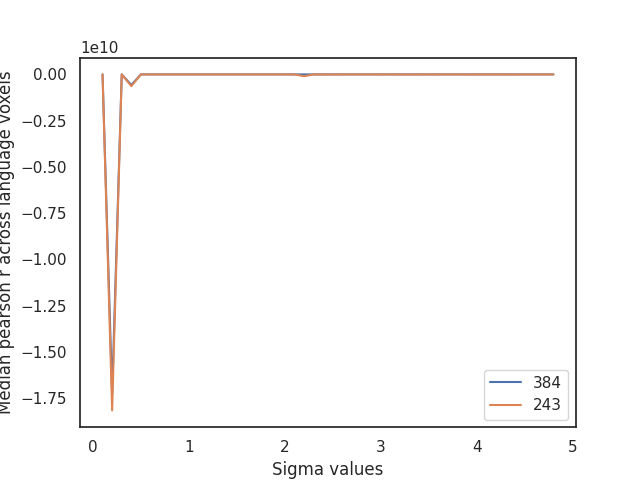 1e10
0.00
−0.25
−0.50
−0.75
−1.00
−1.25
−1.50
−1.75
Median pearson r across language voxels
0 1 2 3 4 5
Sigma values
384
243